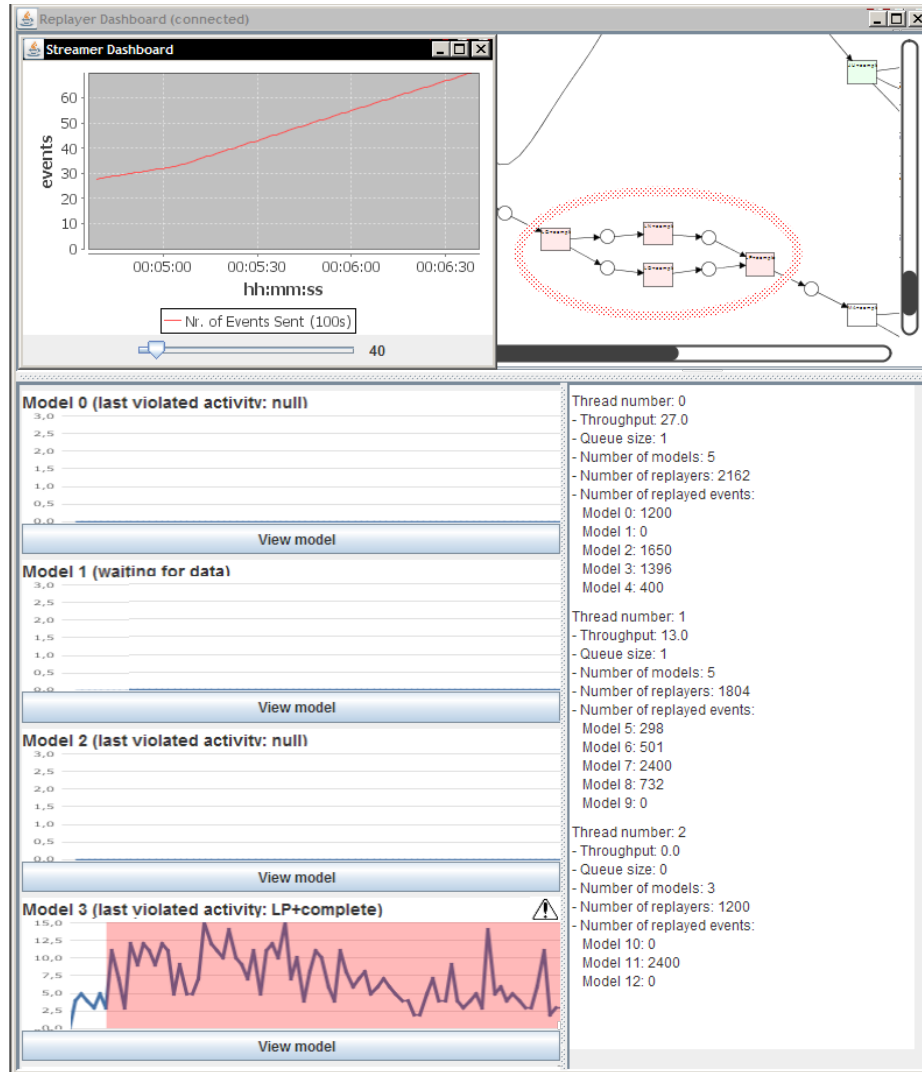 Replayer Dashboard (connected)
Streamer Dashboard
events
60
50
40
30
20
10
0
00:05:00 00:05:30 00:06:00 00:06:30
hh:mm:ss
Nr. of Events Sent (100s)
40
Model 0 (last violated activity: null)
3,0
2,5
2,0
1,5
1,0
0,5
0,0
View model
Model 1 (waiting for data)
3,0
2,5
2,0
1,5
1,0
0,5
0,0
View model
Model 2 (last violated activity: null)
3,0
2,5
2,0
1,5
1,0
0,5
0,0
View model
Model 3 (last violated activity: LP+complete)
15,0
12,5
10,0
7,5
5,0
2,5
0,0
View model
Thread number: 0
- Throughput: 27.0
- Queue size: 1
- Number of models: 5
- Number of replayers: 2162
- Number of replayed events:
Model 0: 1200
Model 1: 0
Model 2: 1650
Model 3: 1396
Model 4: 400
Thread number: 1
- Throughput: 13.0
- Queue size: 1
- Number of models: 5
- Number of replayers: 1804
- Number of replayed events:
Model 5: 298
Model 6: 501
Model 7: 2400
Model 8: 732
Model 9: 0
Thread number: 2
- Throughput: 0.0
- Queue size: 0
- Number of models: 3
- Number of replayers: 1200
- Number of replayed events:
Model 10: 0
Model 11: 2400
Model 12: 0